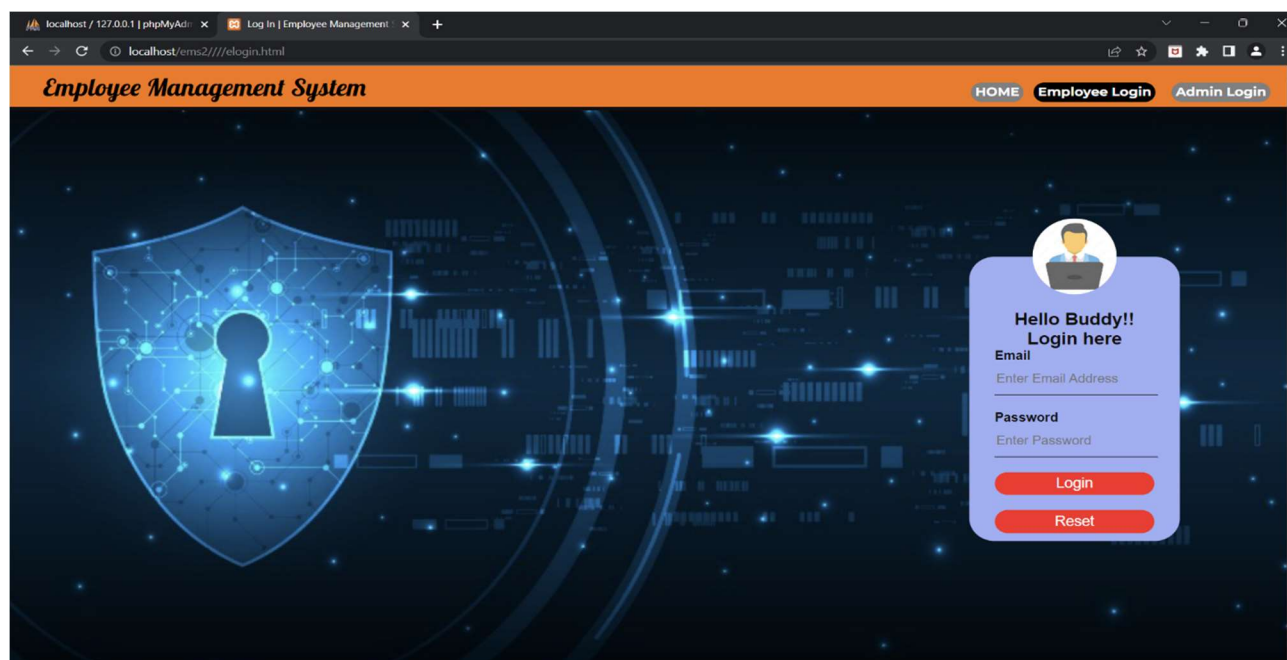 localhost / 127.0.0.1 | phpMyAdm
Log In | Employee Management S
localhost/ems2////elogin.html
Employee Management System
HOME
Employee Login
Admin Login
Hello Buddy!!
Login here
Email
Enter Email Address
Password
Enter Password
Login
Reset